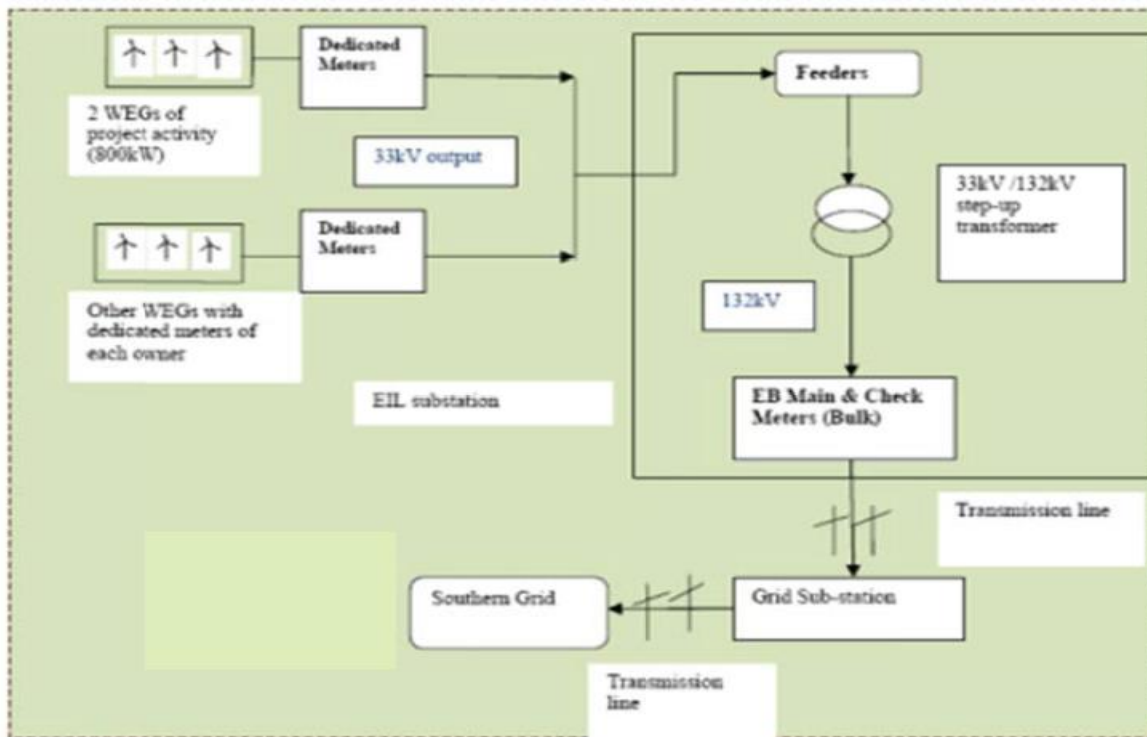 Dedicated
Meters
Feeders
2 WEGs of
project activity
(800kW)
33kV output
33kV /132kV
step-up
transformer
Dedicated
Meters
132kV
Other WEGs with
dedicated meters of
each owner
EIL substation
EB Main & Check
Meters (Bulk)
Transmission line
Southern Grid
Grid Sub-station
Transmission
line